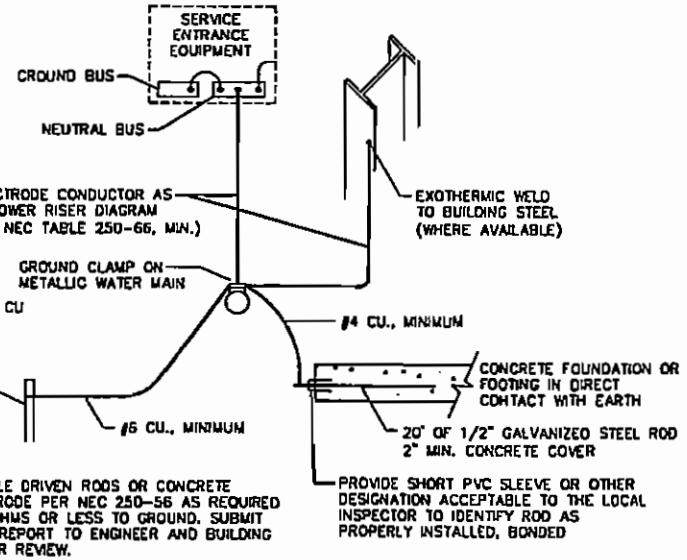 SERVICE
ENTRANCE
EQUIPMENT
GROUND BUS
NEUTRAL BUS
CTRODE CONDUCTOR AS
OWER RISER DIAGRAM
NEC TABLE 250-66, MIN.)
EXOTHERMIC WELD
TO BUILDING STEEL
(WHERE AVAILABLE)
GROUND CLAMP ON
METALLIC WATER MAIN
CU
#4 CU., MINIMUM
CONCRETE FOUNDATION OR
FOOTING IN DIRECT
CONTACT WITH EARTH
#6 CU., MINIMUM
20" OF 1/2" GALVANIZED STEEL ROD
2" MIN. CONCRETE COVER
LE DRIVEN RODS OR CONCRETE
RODE PER NEC 250-56 AS REQUIRED
HMS OR LESS TO GROUND. SUBMIT
REPORT TO ENGINEER AND BUILDING
R REVIEW.
PROVIDE SHORT PVC SLEEVE OR OTHER
DESIGNATION ACCEPTABLE TO THE LOCAL
INSPECTOR TO IDENTIFY ROD AS
PROPERLY INSTALLED, BONDED